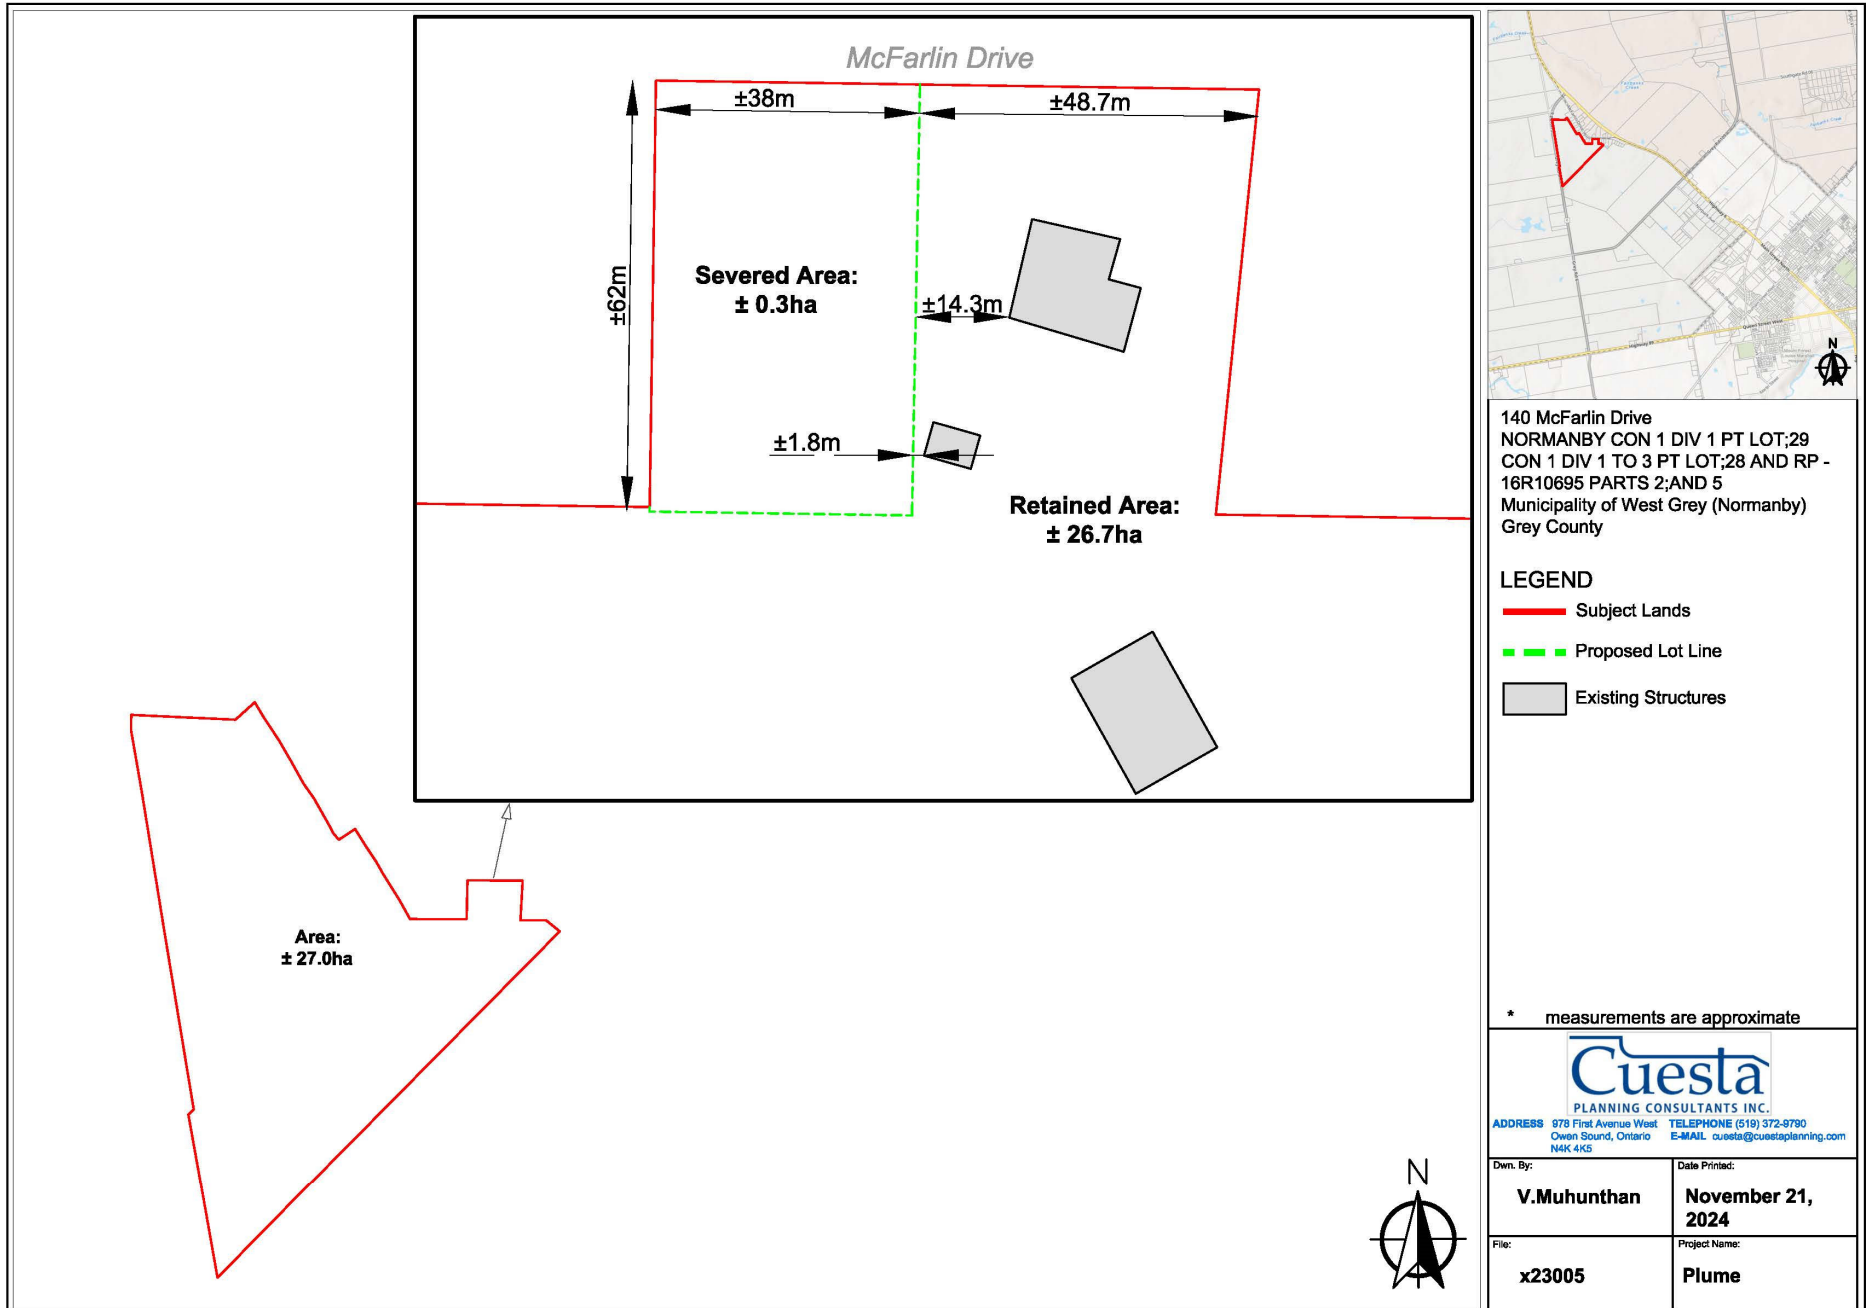 McFarlin Drive
±38m
±48.7m
±62m
Severed Area:
± 0.3ha
±14.3m
±1.8m
Retained Area:
± 26.7ha
Area:
± 27.0ha
N
N
140 McFarlin Drive
NORMANBY CON 1 DIV 1 PT LOT;29
CON 1 DIV 1 TO 3 PT LOT;28 AND RP -
16R10695 PARTS 2;AND 5
Municipality of West Grey (Normanby)
Grey County
LEGEND
Subject Lands
Proposed Lot Line
Existing Structures
* measurements are approximate
Cuesta
PLANNING CONSULTANTS INC.
ADDRESS 978 First Avenue West
Owen Sound, Ontario
N4K 4K5
TELEPHONE (519) 372-9790
E-MAIL cuesta@cuestaplanning.com
Dwn. By:
V.Muhunthan
Date Printed:
November 21,
2024
File:
x23005
Project Name:
Plume